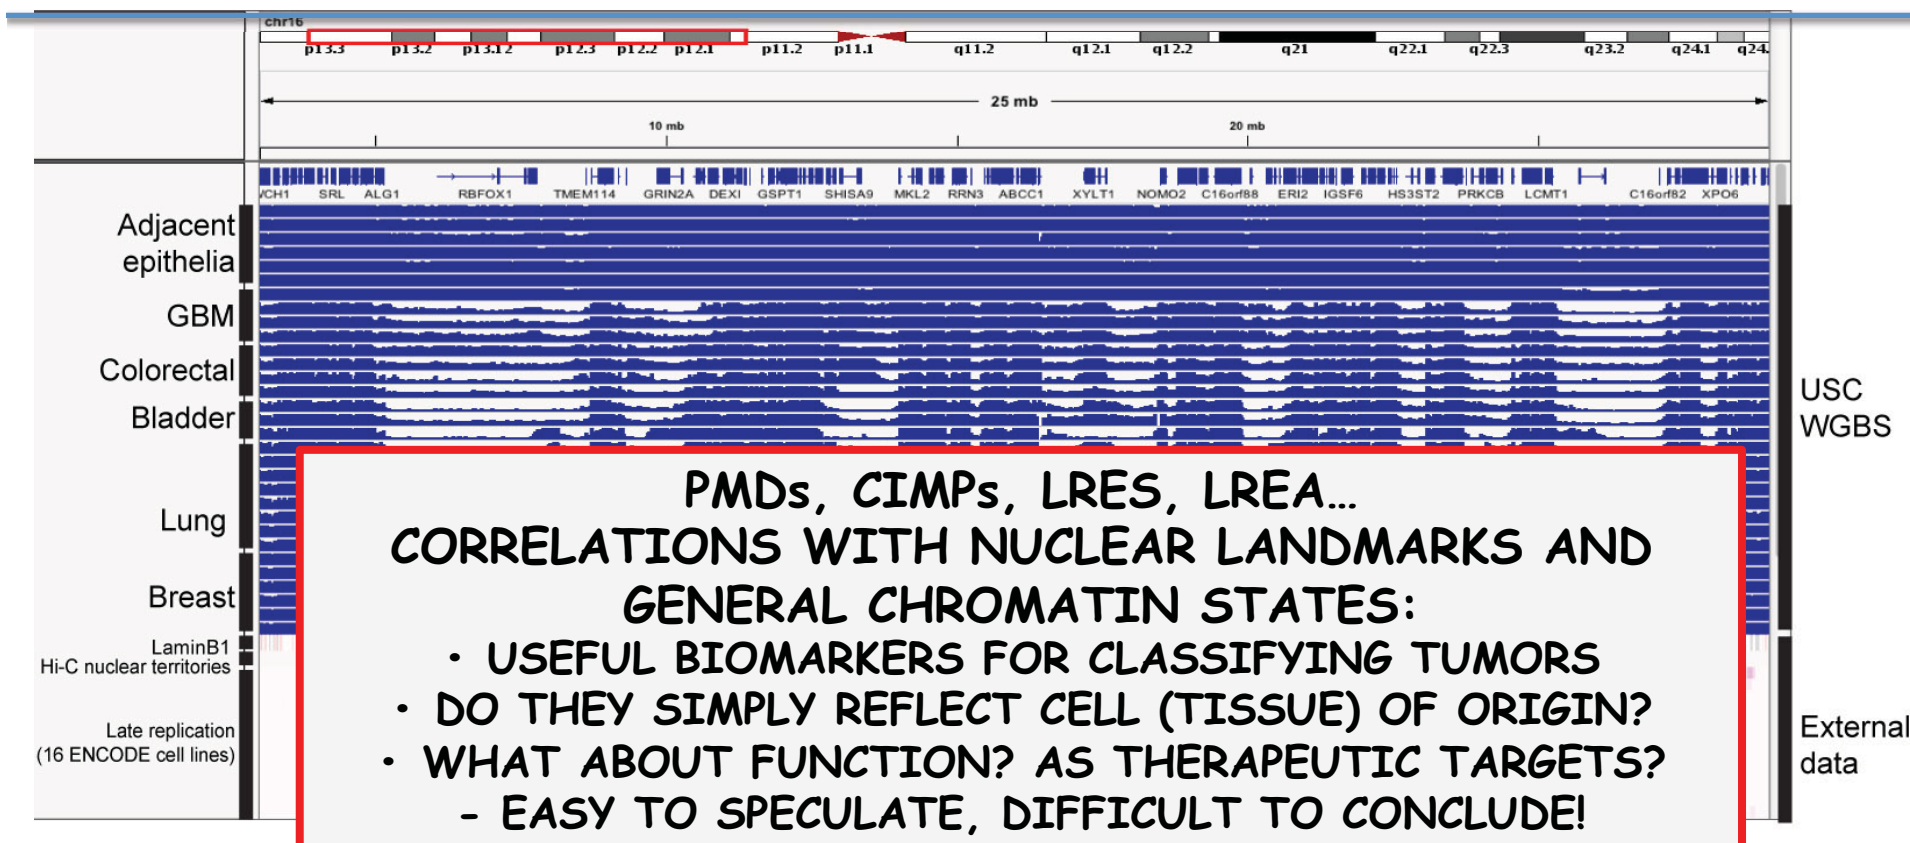 chr16
p13.3 p13.2 p13.12 p12.3 p12.2 p12.1 p11.2 p11.1 q11.2 q12.1 q12.2 q21 q22.1 q22.3 q23.2 q24.1 q24.
25 mb
10 mb 20 mb
VCH1 SRL ALG1 RBFOX1 TMEM114 GRIN2A DEXI GSPT1 SHISA9 MKL2 RRN3 ABCC1 XYLT1 NOMO2 C16orf88 ERI2 IGSF6 HS3ST2 PRKCB LCMT1 C16orf82 XPO6
Adjacent
epithelia
GBM
Colorectal
Bladder
Lung
Breast
LaminB1
Hi-C nuclear territories
Late replication
(16 ENCODE cell lines)
USC
WGBS
External
data
PMDs, CIMPs, LRES, LREA…
CORRELATIONS WITH NUCLEAR LANDMARKS AND
GENERAL CHROMATIN STATES:
• USEFUL BIOMARKERS FOR CLASSIFYING TUMORS
• DO THEY SIMPLY REFLECT CELL (TISSUE) OF ORIGIN?
• WHAT ABOUT FUNCTION? AS THERAPEUTIC TARGETS?
- EASY TO SPECULATE, DIFFICULT TO CONCLUDE!